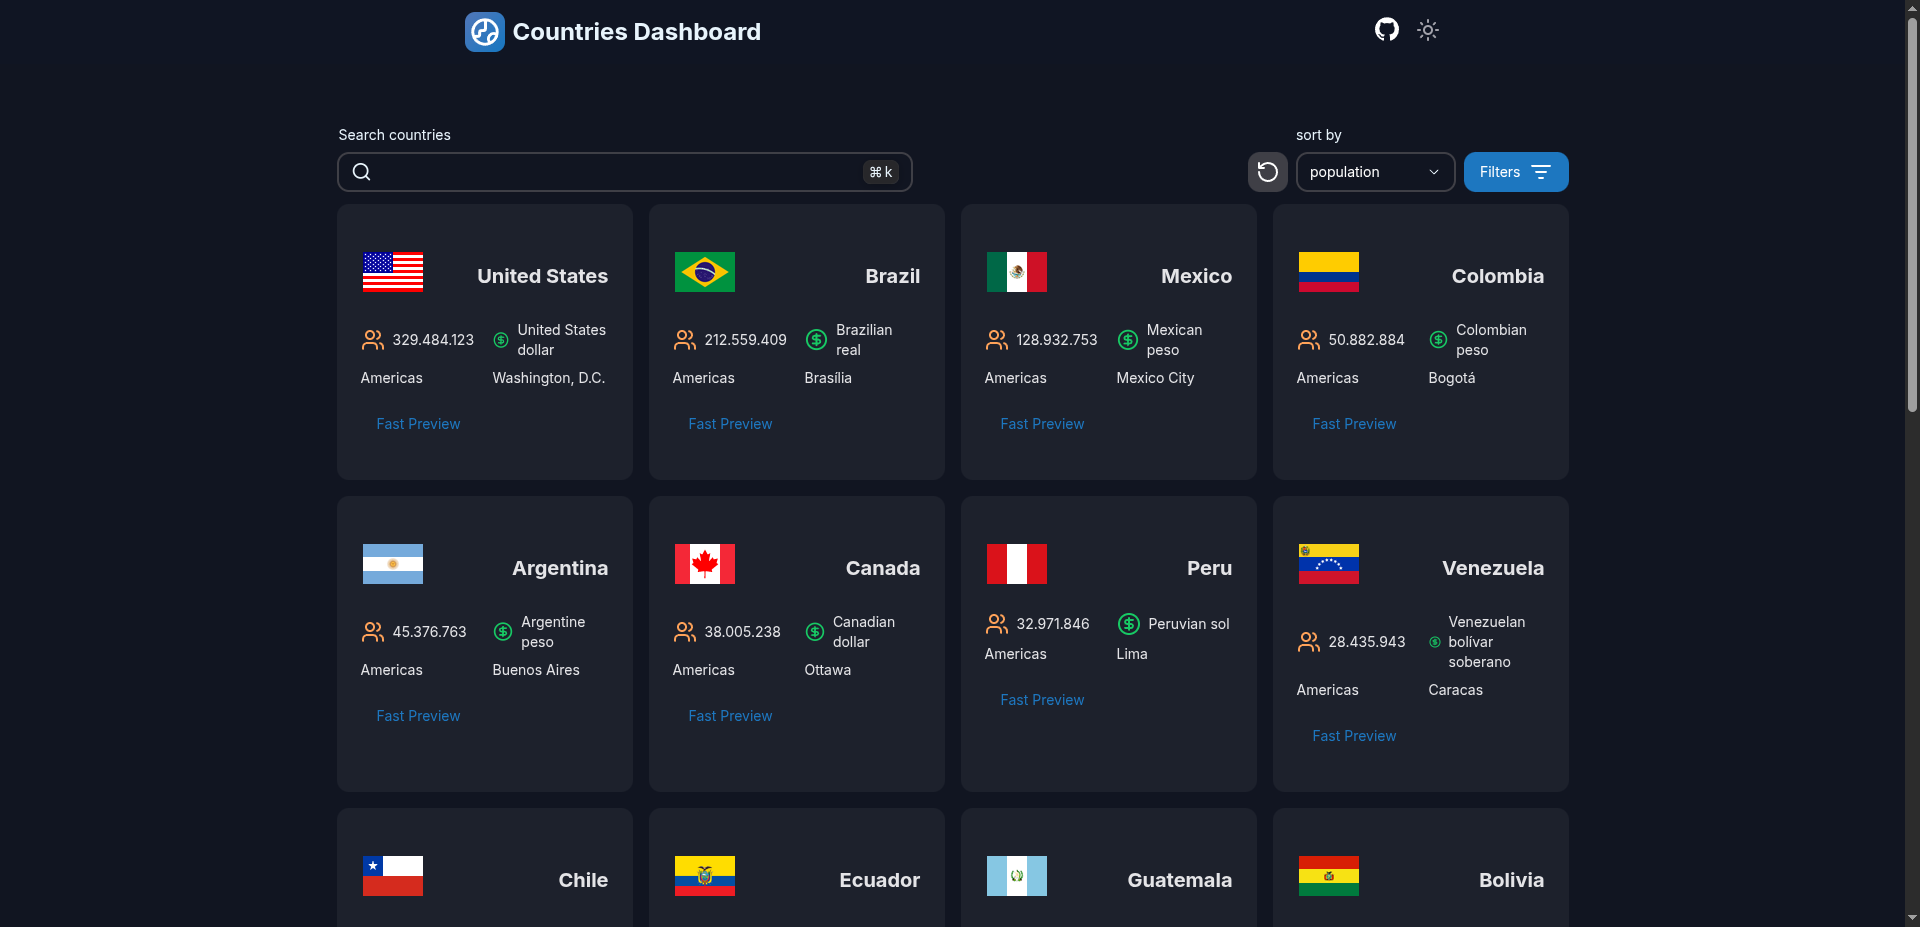 Countries Dashboard
Search countries
sort by
⌘ k
population
Filters
United States
Brazil
Mexico
Colombia
329.484.123
United States
dollar
212.559.409
Brazilian
real
128.932.753
Mexican
peso
50.882.884
Colombian
peso
Americas
Washington, D.C.
Americas
Brasília
Americas
Mexico City
Americas
Bogotá
Fast Preview
Fast Preview
Fast Preview
Fast Preview
Argentina
Canada
Peru
Venezuela
45.376.763
Argentine
peso
38.005.238
Canadian
dollar
32.971.846
Peruvian sol
28.435.943
Venezuelan
bolívar
soberano
Americas
Buenos Aires
Americas
Ottawa
Americas
Lima
Americas
Caracas
Fast Preview
Fast Preview
Fast Preview
Fast Preview
Chile
Ecuador
Guatemala
Bolivia